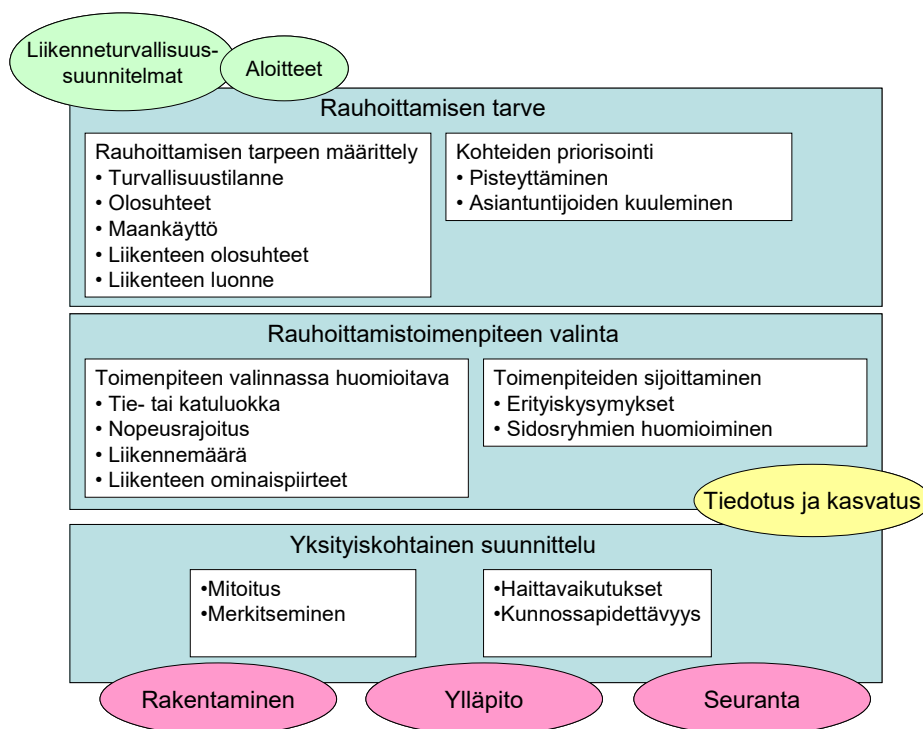 Liikenneturvallisuus-
suunnitelmat
Aloitteet
Rauhoittamisen tarve
Rauhoittamisen tarpeen määrittely
• Turvallisuustilanne
• Olosuhteet
• Maankäyttö
• Liikenteen olosuhteet
• Liikenteen luonne
Kohteiden priorisointi
• Pisteyttäminen
• Asiantuntijoiden kuuleminen
Rauhoittamistoimenpiteen valinta
Toimenpiteen valinnassa huomioitava
• Tie- tai katuluokka
• Nopeusrajoitus
• Liikennemäärä
• Liikenteen ominaispiirteet
Toimenpiteiden sijoittaminen
• Erityiskysymykset
• Sidosryhmien huomioiminen
Tiedotus ja kasvatus
Yksityiskohtainen suunnittelu
•Mitoitus
•Merkitseminen
•Haittavaikutukset
•Kunnossapidettävyys
Rakentaminen
Ylläpito
Seuranta